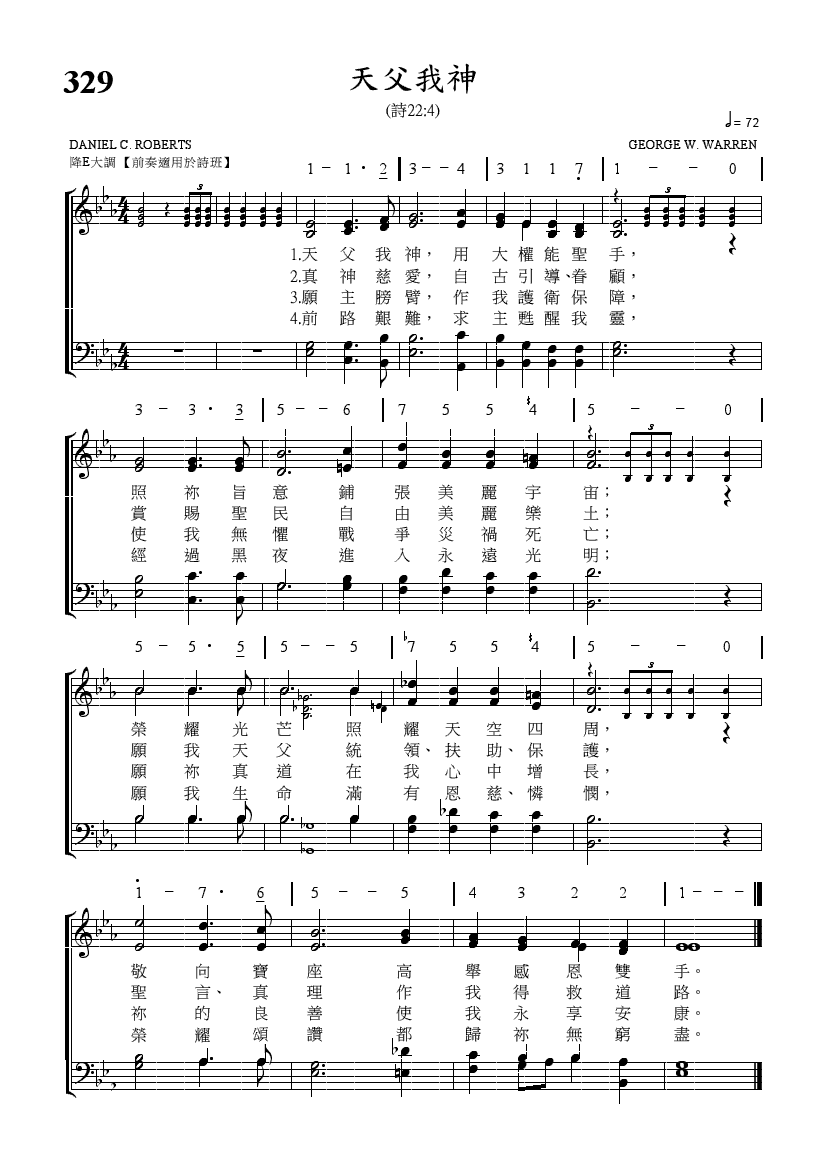 329
天父我神
(詩22:4)
= 72
DANIEL C. ROBERTS
GEORGE W. WARREN
降E大調【前奏適用於詩班】
1 – 1 · 2 3 – – 4 3 1 1 7 1 – – 0
3 3
1.天父我神，用大權能聖手，
2.真神慈愛，自古引導、眷顧，
3.願主膀臂，作我護衛保障，
4.前路艱難，求主甦醒我靈，
3 – 3 · 3 5 – – 6 7 5 5 4 5 – – 0
3
照祢旨意鋪張美麗宇宙；
賞賜聖民自由美麗樂土；
使我無懼戰爭災禍死亡；
經過黑夜進入永遠光明；
5 – 5 · 5 5 – – 5 ♭7 5 5 4 5 – – 0
3
榮耀光芒照耀天空四周，
願我天父統領、扶助、保護，
願祢真道在我心中增長，
願我生命滿有恩慈、憐憫，
1 – 7 · 6 5 – – 5 4 3 2 2 1 – – –
敬向寶座高舉感恩雙手。
聖言、真理作我得救道路。
祢的良善使我永享安康。
榮耀頌讚都歸祢無窮盡。